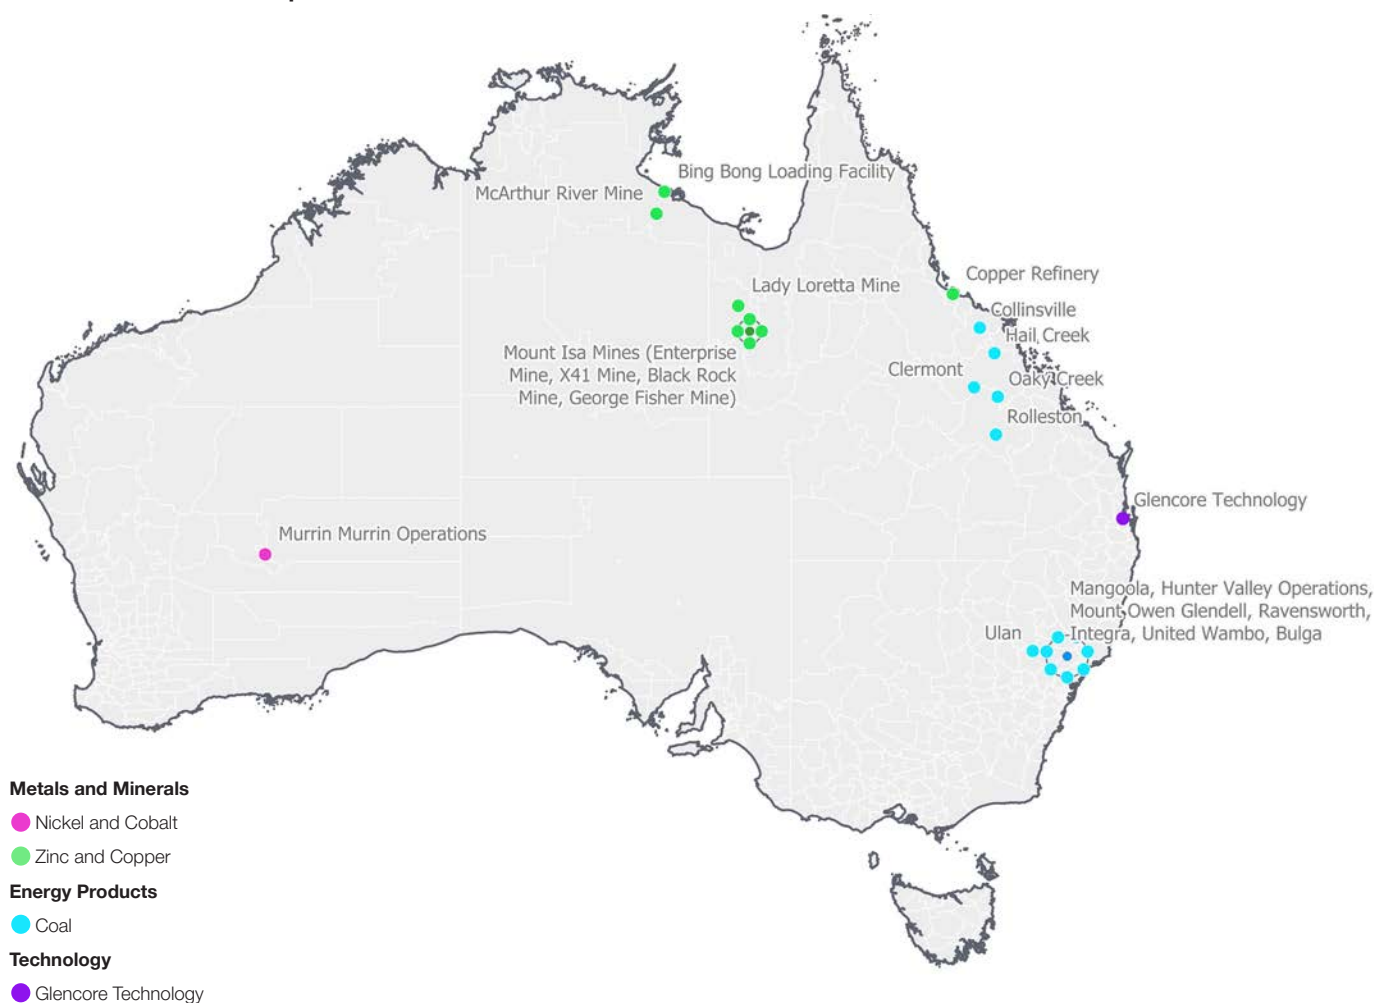 Bing Bong Loading Facility
McArthur River Mine
Copper Refinery
Lady Loretta Mine
Collinsville
Hail Creek
Mount Isa Mines (Enterprise
Mine, X41 Mine, Black Rock
Mine, George Fisher Mine)
Clermont
Oaky Creek
Rolleston
Glencore Technology
Murrin Murrin Operations
Mangoola, Hunter Valley Operations,
Mount Owen Glendell, Ravensworth,
Integra, United Wambo, Bulga
Ulan
Metals and Minerals
Nickel and Cobalt
Zinc and Copper
Energy Products
Coal
Technology
Glencore Technology